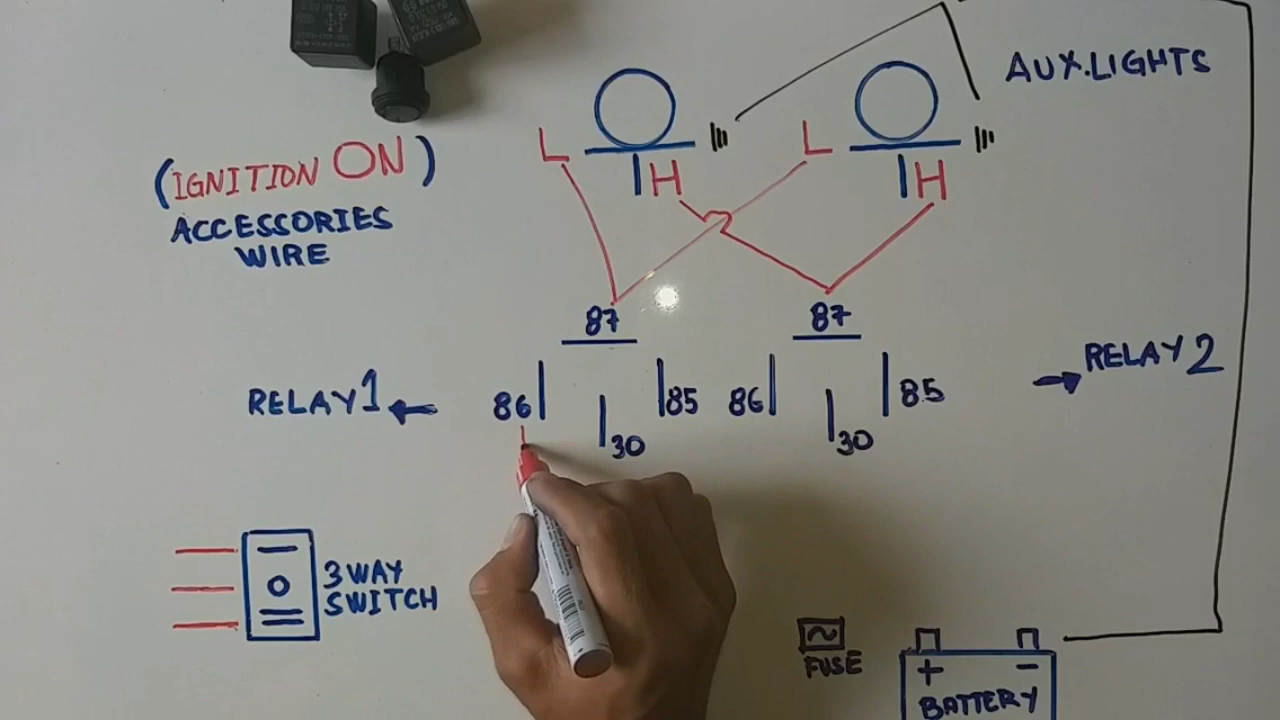 AUX.LIGHTS
L
H
L
H
(IGNITION ON)
ACCESSORIES
WIRE
87
87
RELAY 1
86
30
85
86
30
85
RELAY 2
3 WAY
SWITCH
FUSE
+
−
BATTERY